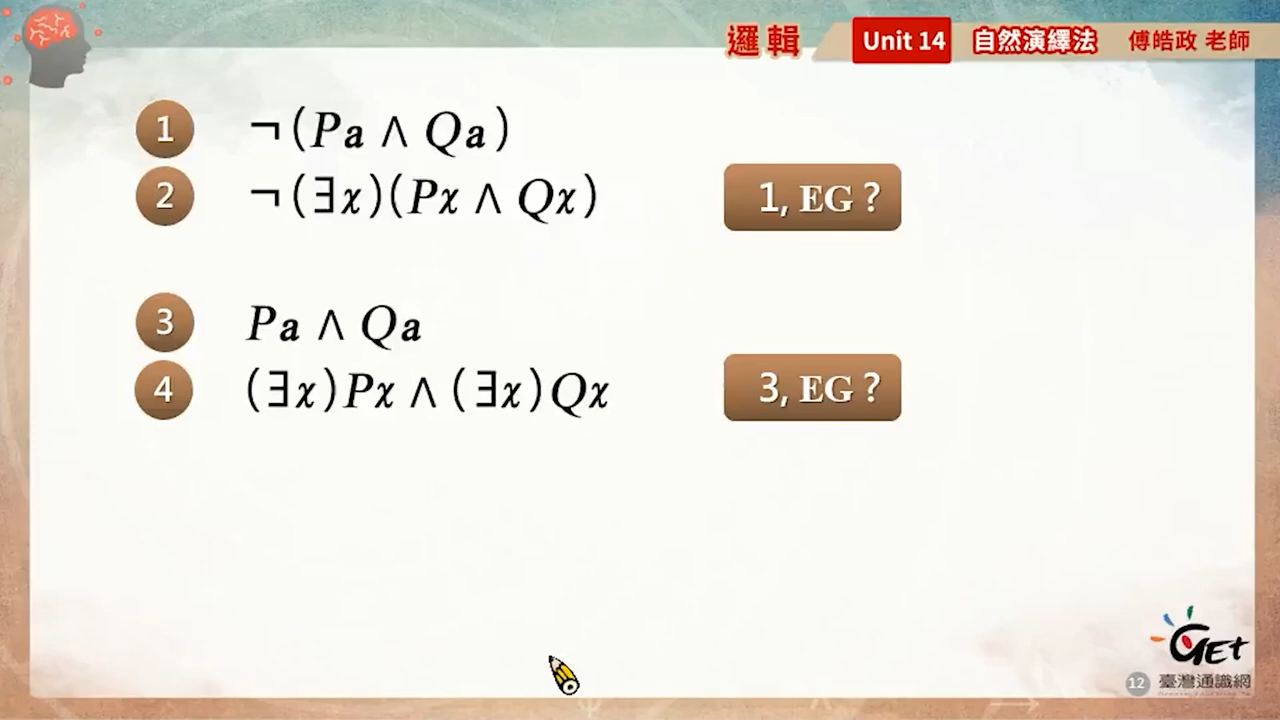 邏輯 Unit 14 自然演繹法 傅皓政 老師
1 ¬(Pa ∧ Qa)
2 ¬(∃x)(Px ∧ Qx) 1, EG ?
3 Pa ∧ Qa
4 (∃x)Px ∧ (∃x)Qx 3, EG ?
GET
12 臺灣通識網